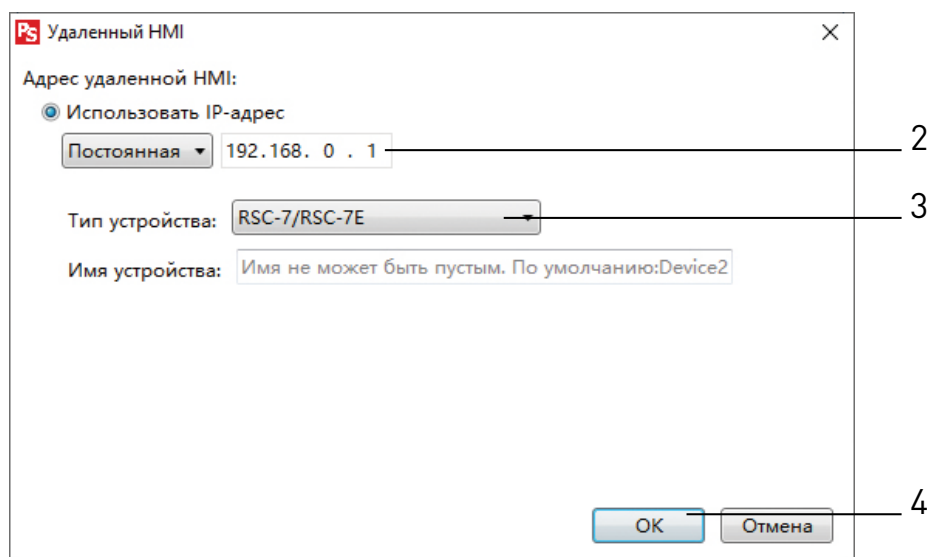 PS Удаленный HMI
Адрес удаленной HMI:
Использовать IP-адрес
Постоянная 192.168. 0 . 1 2
Тип устройства: RSC-7/RSC-7E 3
Имя устройства: Имя не может быть пустым. По умолчанию:Device2
OK Отмена 4